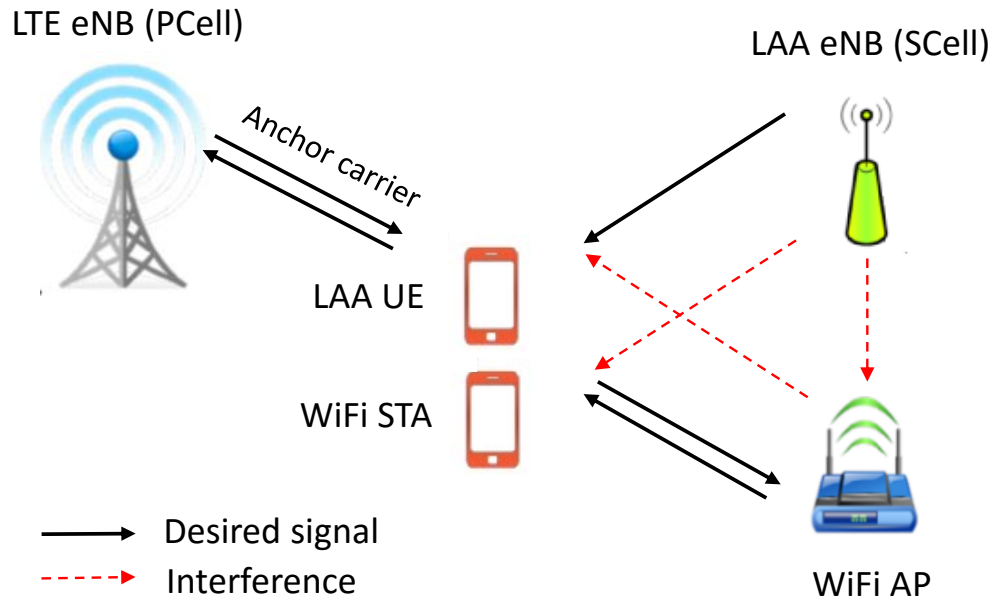 LTE eNB (PCell)
LAA eNB (SCell)
Anchor carrier
LAA UE
WiFi STA
Desired signal
Interference
WiFi AP